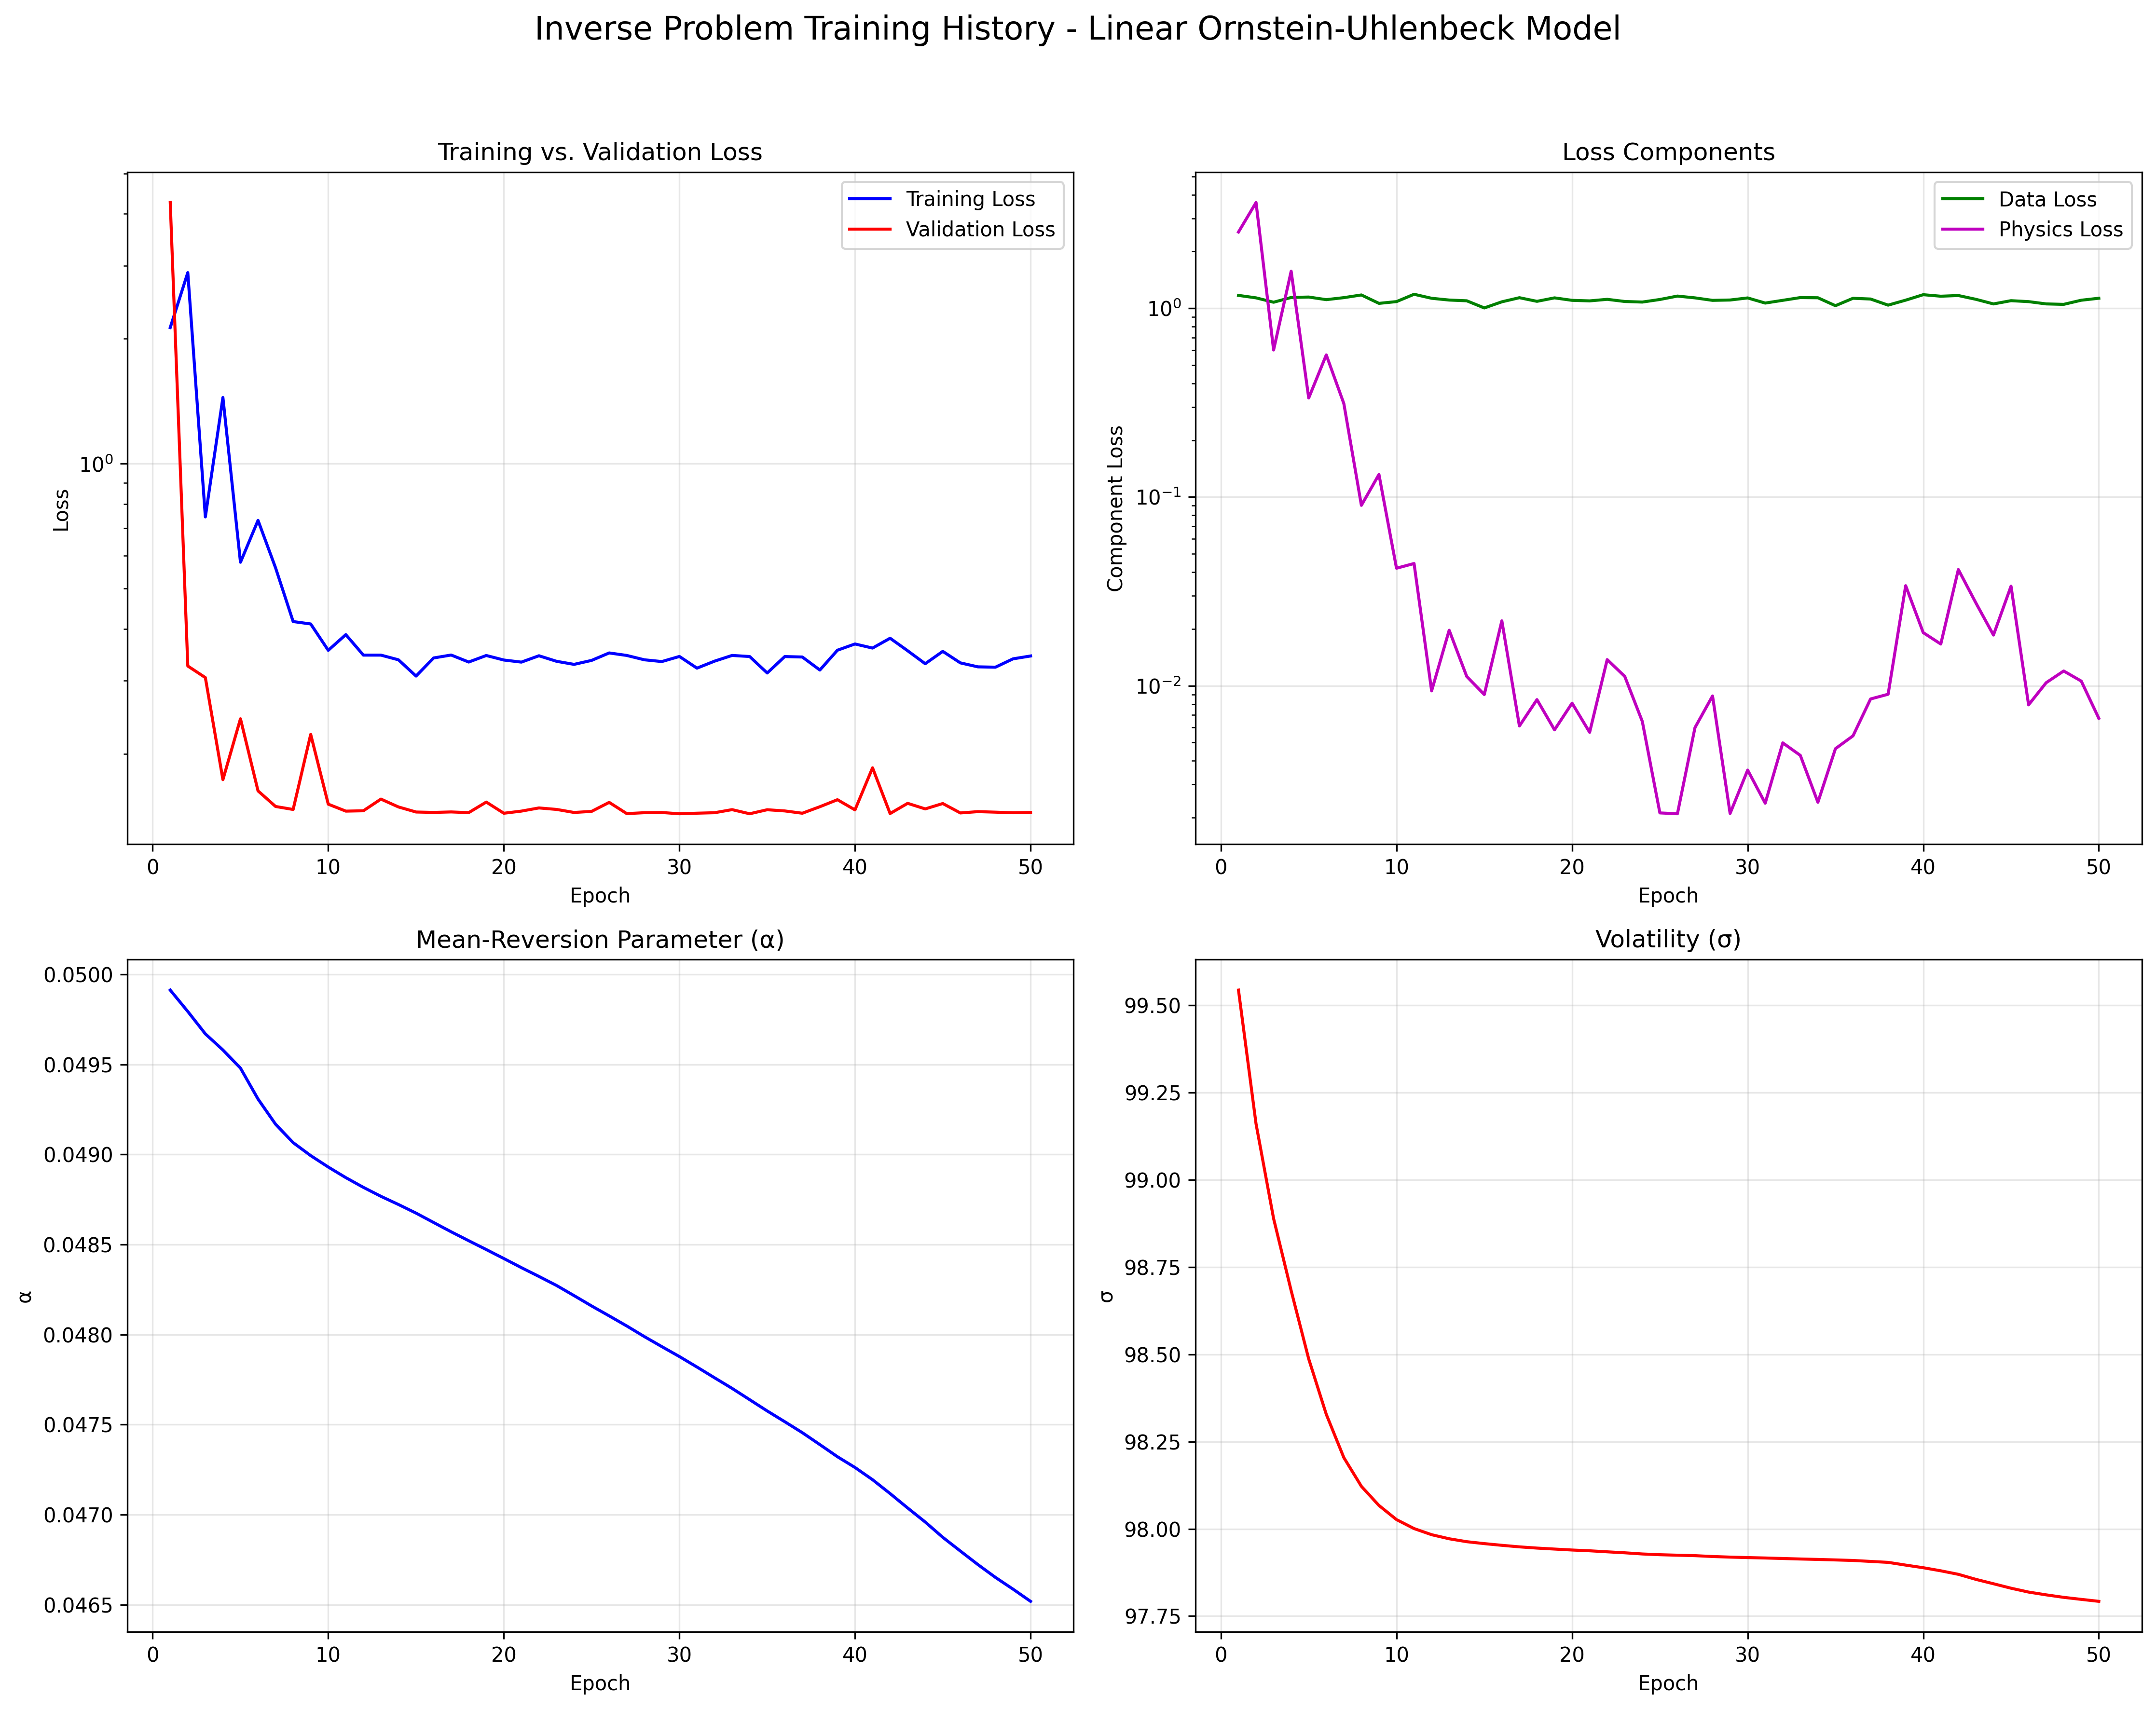 Inverse Problem Training History - Linear Ornstein-Uhlenbeck Model
Training vs. Validation Loss
Training Loss
Validation Loss
10⁰
Loss
0 10 20 30 40 50
Epoch
Loss Components
Data Loss
Physics Loss
10⁰
10⁻¹
10⁻²
Component Loss
0 10 20 30 40 50
Epoch
Mean-Reversion Parameter (α)
0.0500
0.0495
0.0490
0.0485
0.0480
0.0475
0.0470
0.0465
α
0 10 20 30 40 50
Epoch
Volatility (σ)
99.50
99.25
99.00
98.75
98.50
98.25
98.00
97.75
σ
0 10 20 30 40 50
Epoch